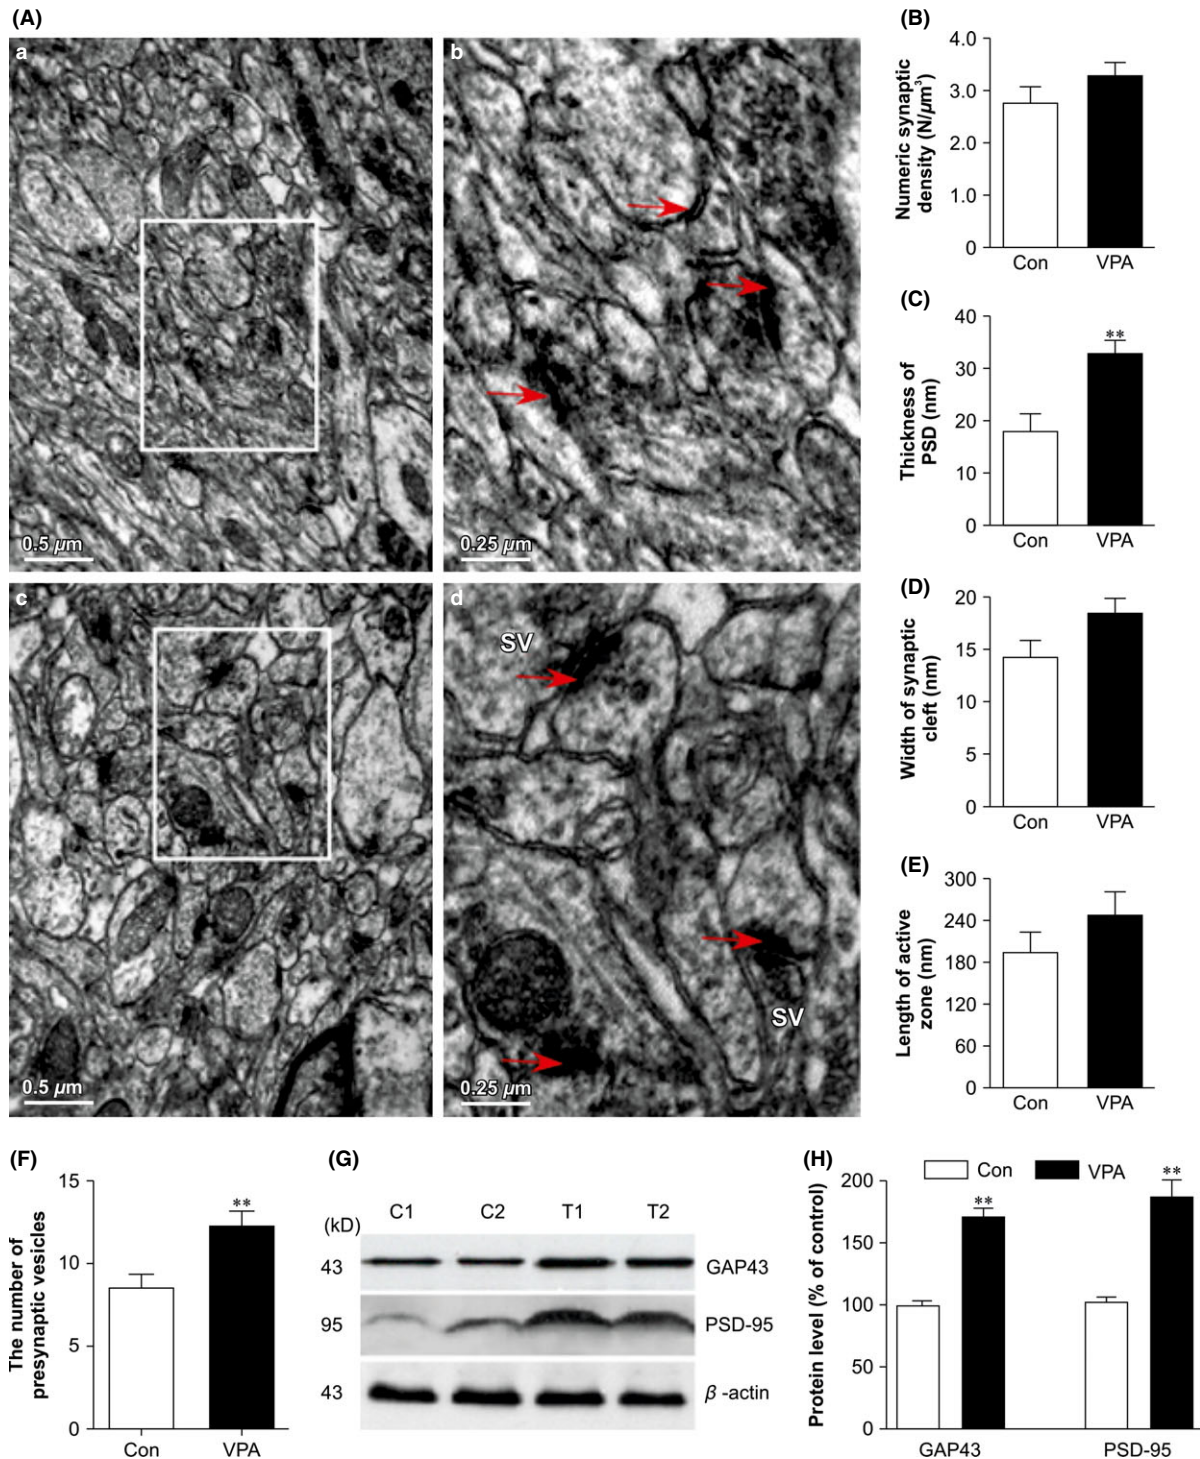 (A)
a
0.5 μm
b
0.25 μm
c
0.5 μm
d
SV
SV
0.25 μm
(B)
Numeric synaptic
density (N/μm³)
4.0
3.0
2.0
1.0
0
Con VPA
(C)
Thickness of
PSD (nm)
40
30
20
10
0
**
Con VPA
(D)
Width of synaptic
cleft (nm)
20
15
10
5
0
Con VPA
(E)
Length of active
zone (nm)
300
240
180
120
60
0
Con VPA
(F)
The number of
presynaptic vesicles
15
10
5
0
**
Con VPA
(G)
C1 C2 T1 T2
(kD)
43 GAP43
95 PSD-95
43 β -actin
(H)
Con VPA
Protein level (% of control)
200
150
100
50
0
**
**
GAP43 PSD-95